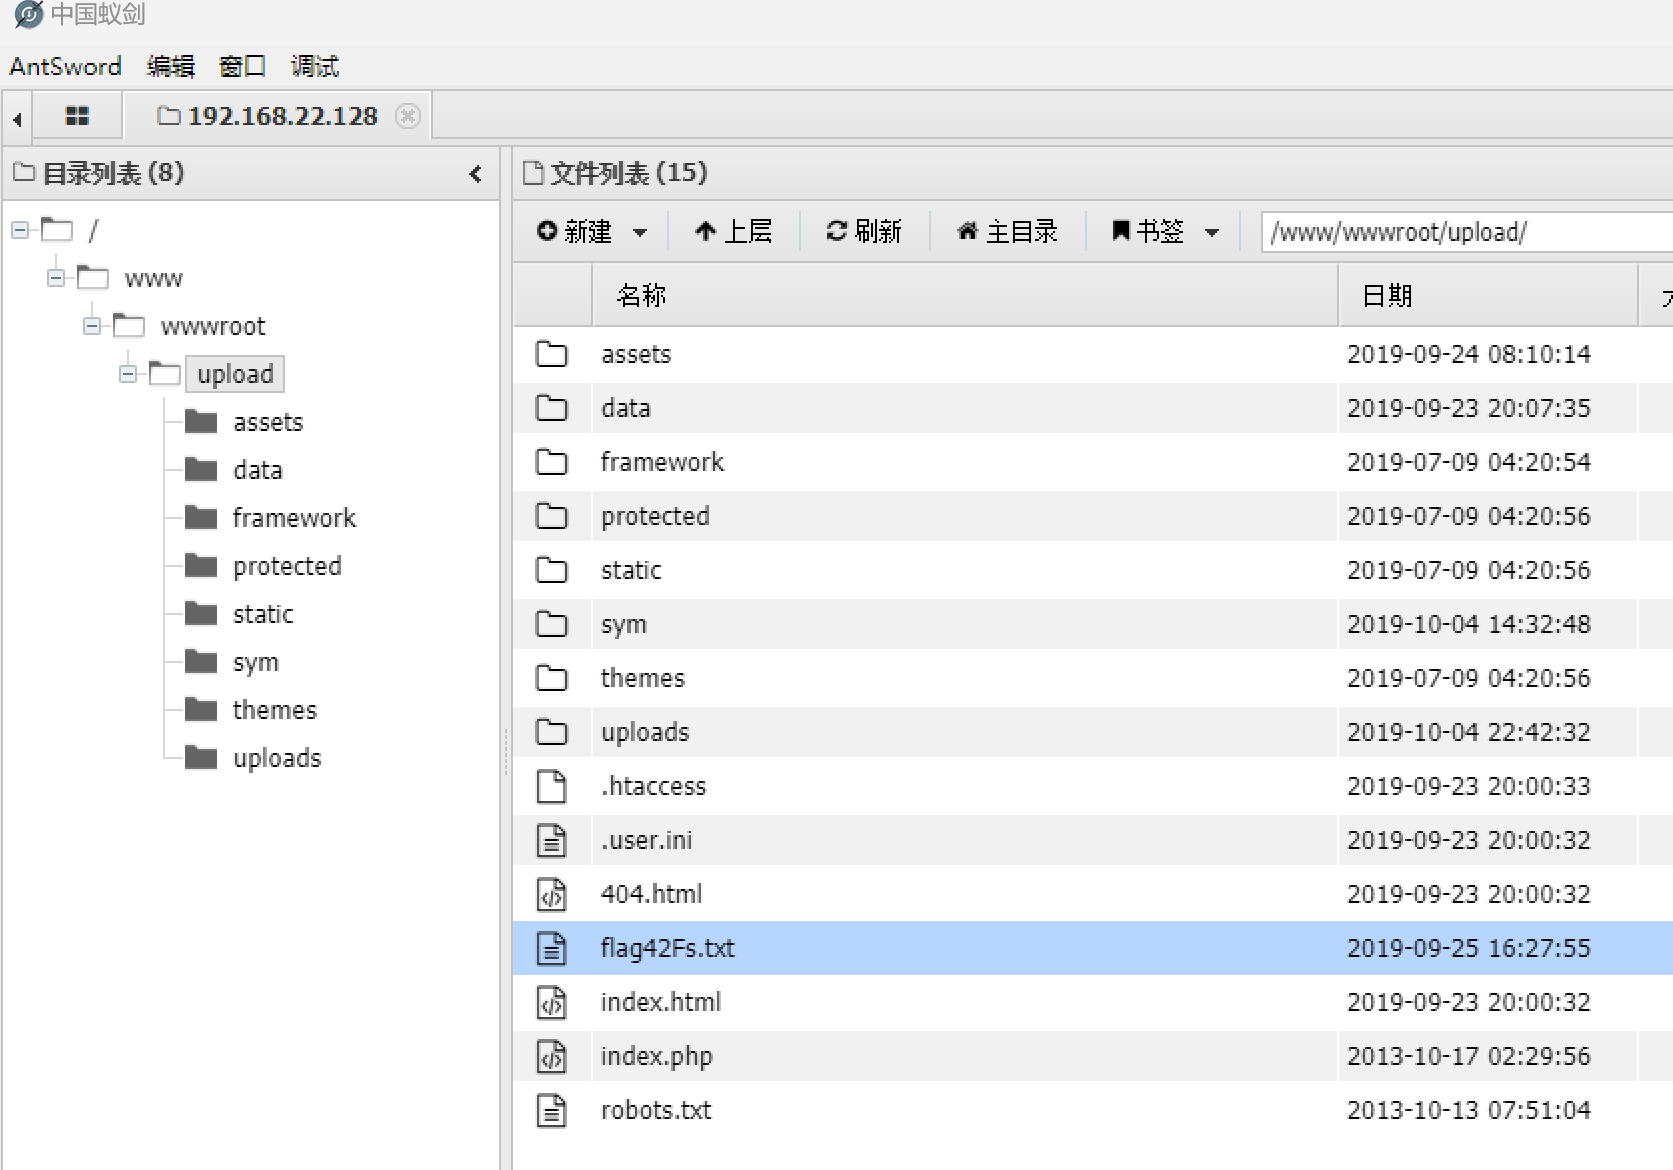 中国蚁剑
AntSword 编辑 窗口 调试
192.168.22.128
目录列表 (8)
/
www
wwwroot
upload
assets
data
framework
protected
static
sym
themes
uploads
文件列表 (15)
新建 上层 刷新 主目录 书签 /www/wwwroot/upload/
名称 日期
assets 2019-09-24 08:10:14
data 2019-09-23 20:07:35
framework 2019-07-09 04:20:54
protected 2019-07-09 04:20:56
static 2019-07-09 04:20:56
sym 2019-10-04 14:32:48
themes 2019-07-09 04:20:56
uploads 2019-10-04 22:42:32
.htaccess 2019-09-23 20:00:33
.user.ini 2019-09-23 20:00:32
404.html 2019-09-23 20:00:32
flag42Fs.txt 2019-09-25 16:27:55
index.html 2019-09-23 20:00:32
index.php 2013-10-17 02:29:56
robots.txt 2013-10-13 07:51:04